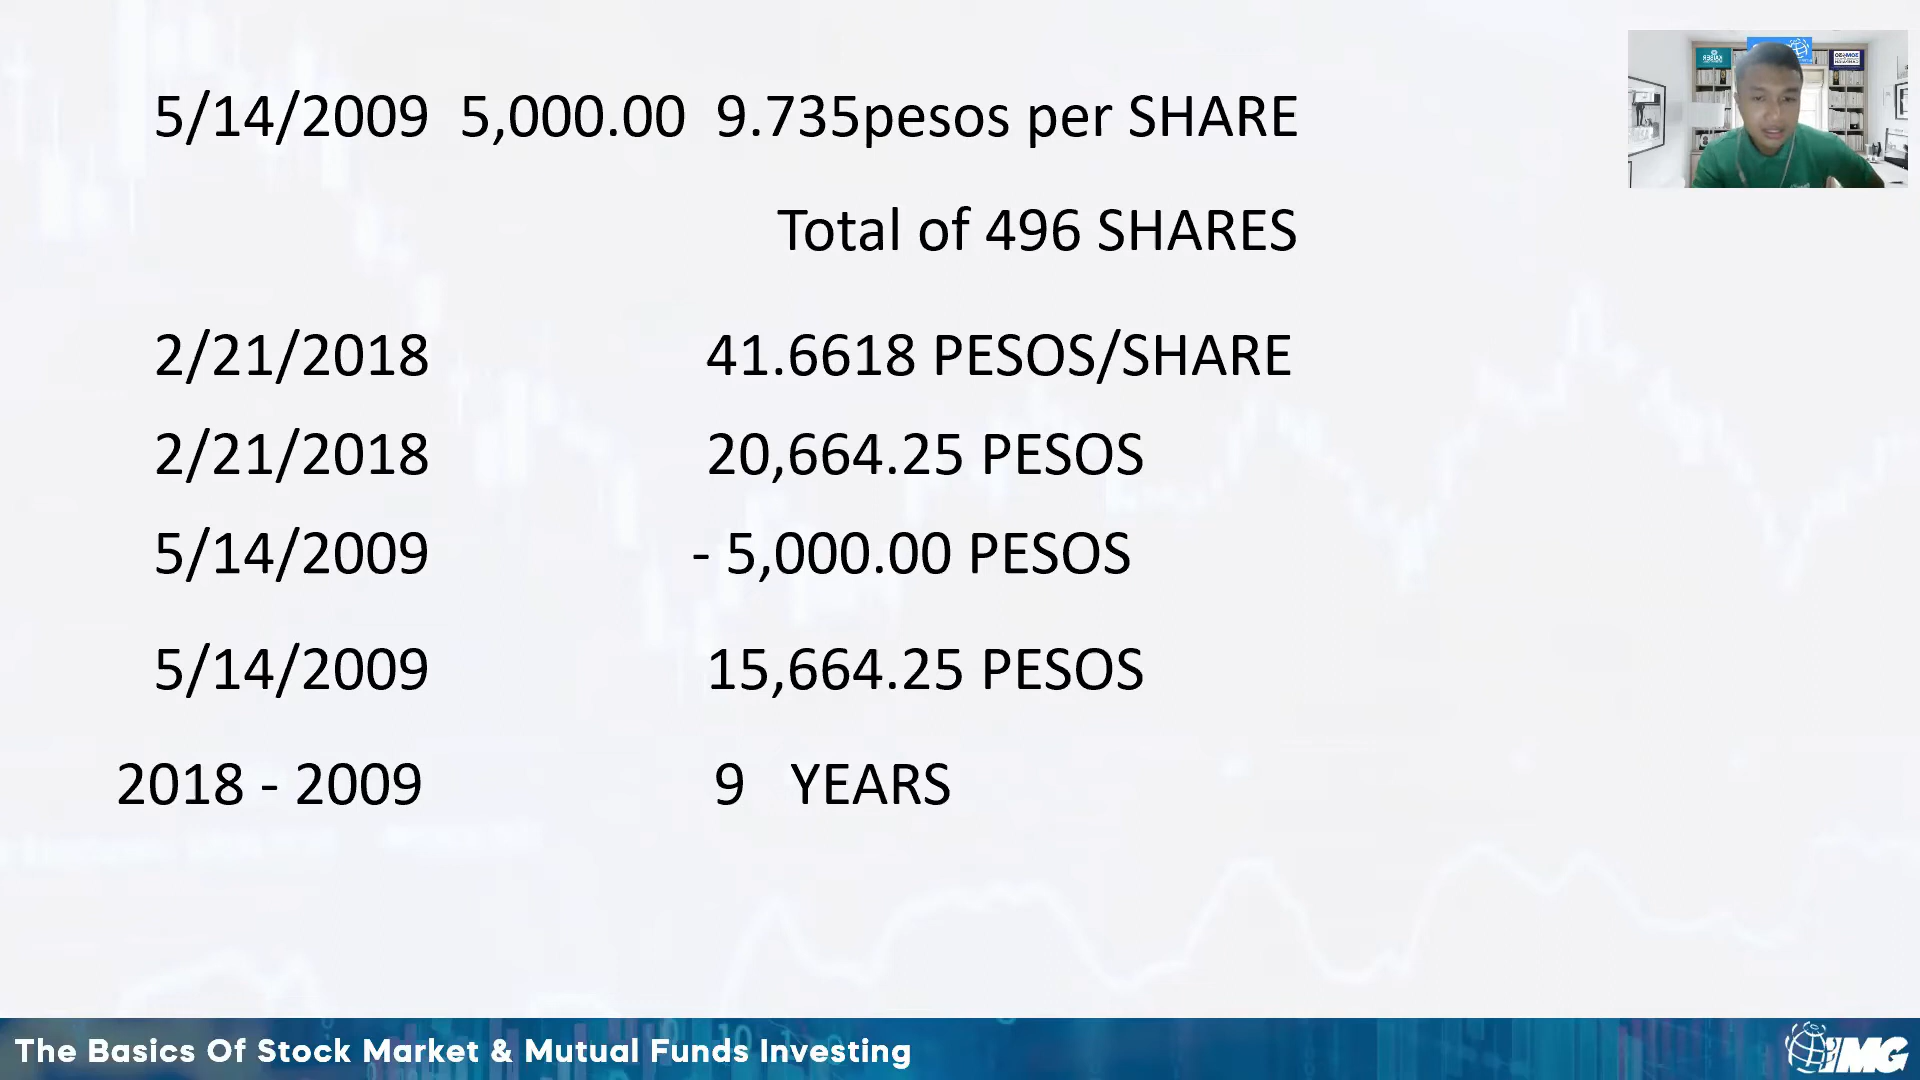 5/14/2009 5,000.00 9.735pesos per SHARE
Total of 496 SHARES
2/21/2018 41.6618 PESOS/SHARE
2/21/2018 20,664.25 PESOS
5/14/2009 - 5,000.00 PESOS
5/14/2009 15,664.25 PESOS
2018 - 2009 9 YEARS
The Basics Of Stock Market & Mutual Funds Investing
IMG